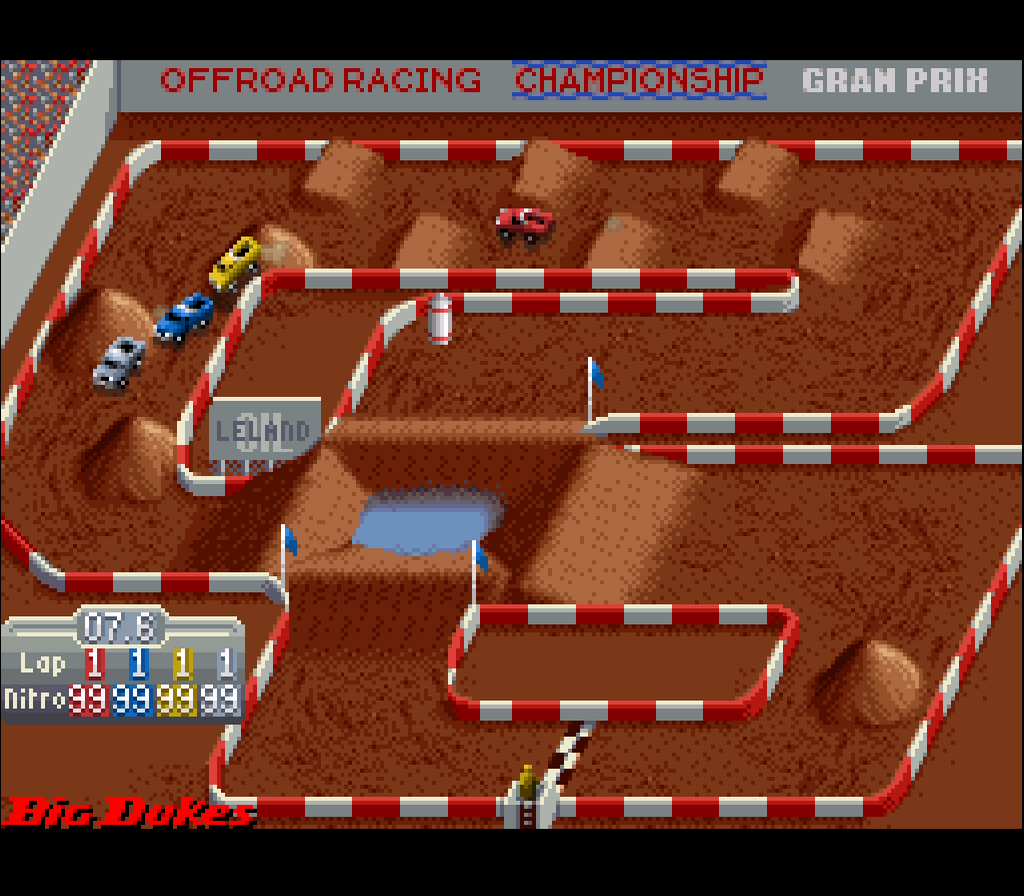 OFFROAD RACING CHAMPIONSHIP GRAN PRIX
LELAND
07.8
Lap 1 1 1 1
Nitro 99 99 99 99
Big Dukes